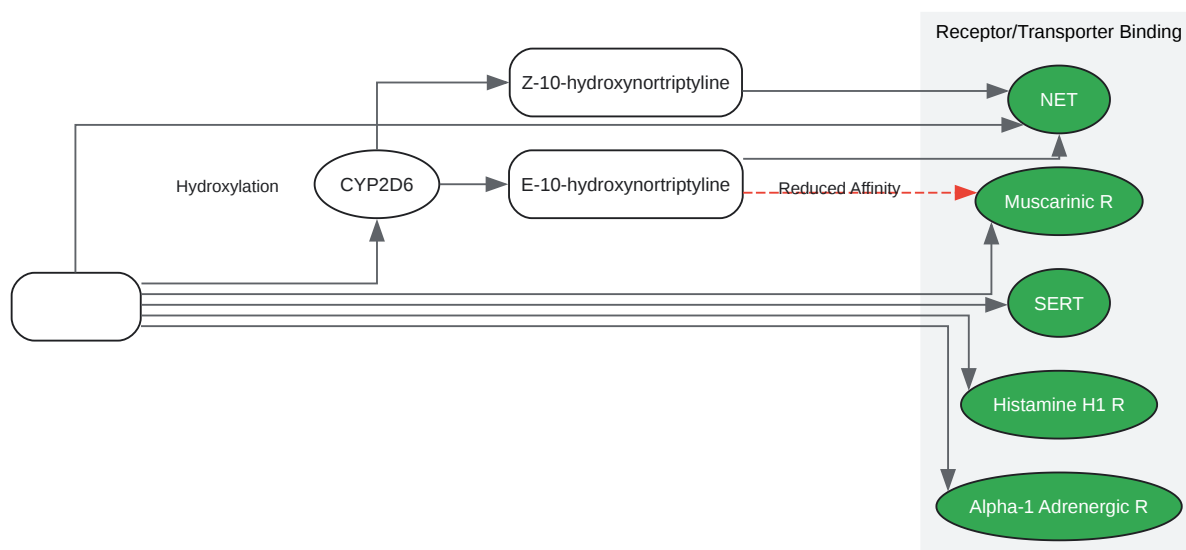 Receptor/Transporter Binding
Z-10-hydroxynortriptyline
NET
Hydroxylation
CYP2D6
E-10-hydroxynortriptyline
Reduced Affinity
Muscarinic R
SERT
Histamine H1 R
Alpha-1 Adrenergic R